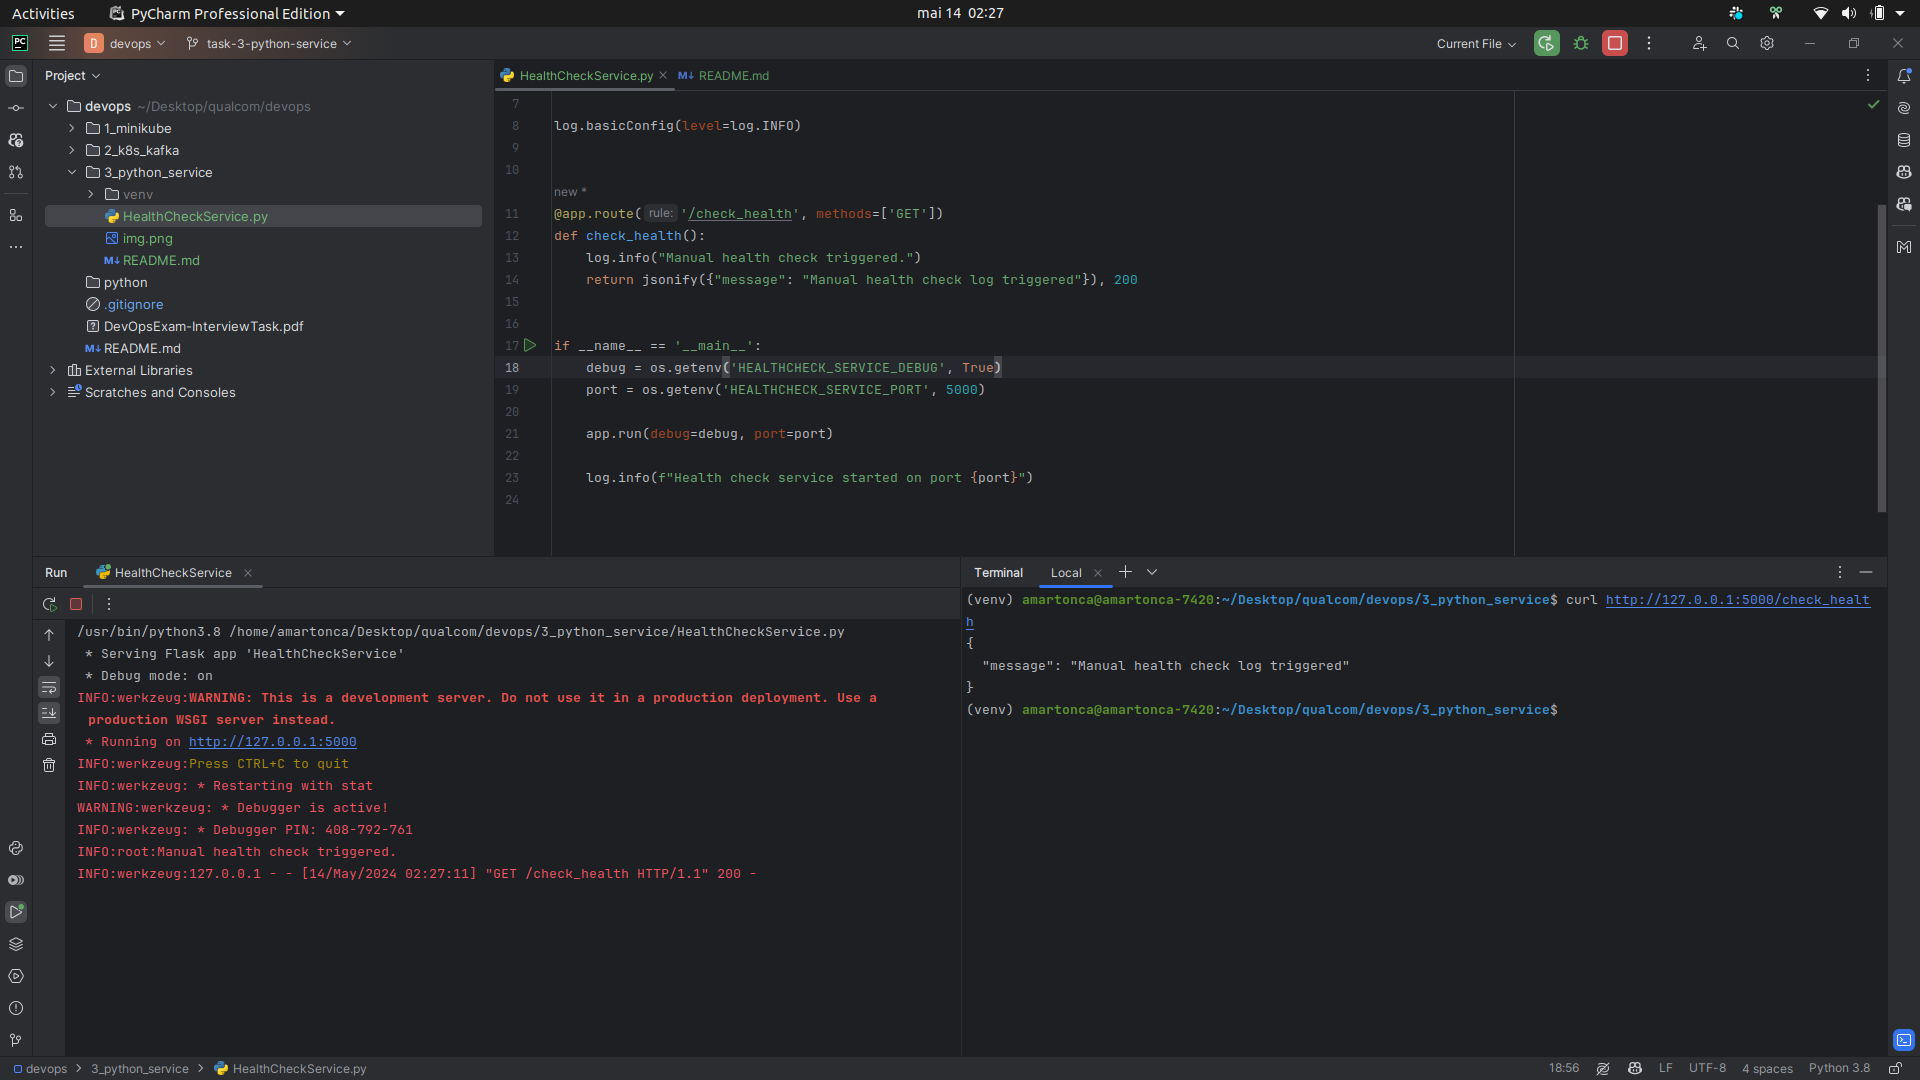 Activities
PyCharm Professional Edition
mai 14  02:27
PC
D devops
task-3-python-service
Current File
Project
HealthCheckService.py
M↓ README.md
devops ~/Desktop/qualcom/devops
1_minikube
2_k8s_kafka
3_python_service
venv
HealthCheckService.py
img.png
M↓ README.md
python
.gitignore
DevOpsExam-InterviewTask.pdf
M↓ README.md
External Libraries
Scratches and Consoles
7
8 log.basicConfig(level=log.INFO)
9
10
new *
11 @app.route( rule: '/check_health', methods=['GET'])
12 def check_health():
13 log.info("Manual health check triggered.")
14 return jsonify({"message": "Manual health check log triggered"}), 200
15
16
17 if __name__ == '__main__':
18 debug = os.getenv('HEALTHCHECK_SERVICE_DEBUG', True)
19 port = os.getenv('HEALTHCHECK_SERVICE_PORT', 5000)
20
21 app.run(debug=debug, port=port)
22
23 log.info(f"Health check service started on port {port}")
24
Run
HealthCheckService
/usr/bin/python3.8 /home/amartonca/Desktop/qualcom/devops/3_python_service/HealthCheckService.py
* Serving Flask app 'HealthCheckService'
* Debug mode: on
INFO:werkzeug:WARNING: This is a development server. Do not use it in a production deployment. Use a
production WSGI server instead.
* Running on http://127.0.0.1:5000
INFO:werkzeug:Press CTRL+C to quit
INFO:werkzeug: * Restarting with stat
WARNING:werkzeug: * Debugger is active!
INFO:werkzeug: * Debugger PIN: 408-792-761
INFO:root:Manual health check triggered.
INFO:werkzeug:127.0.0.1 - - [14/May/2024 02:27:11] "GET /check_health HTTP/1.1" 200 -
Terminal
Local
(venv) amartonca@amartonca-7420:~/Desktop/qualcom/devops/3_python_service$ curl http://127.0.0.1:5000/check_healt
h
{
"message": "Manual health check log triggered"
}
(venv) amartonca@amartonca-7420:~/Desktop/qualcom/devops/3_python_service$
devops > 3_python_service > HealthCheckService.py
18:56
LF
UTF-8
4 spaces
Python 3.8